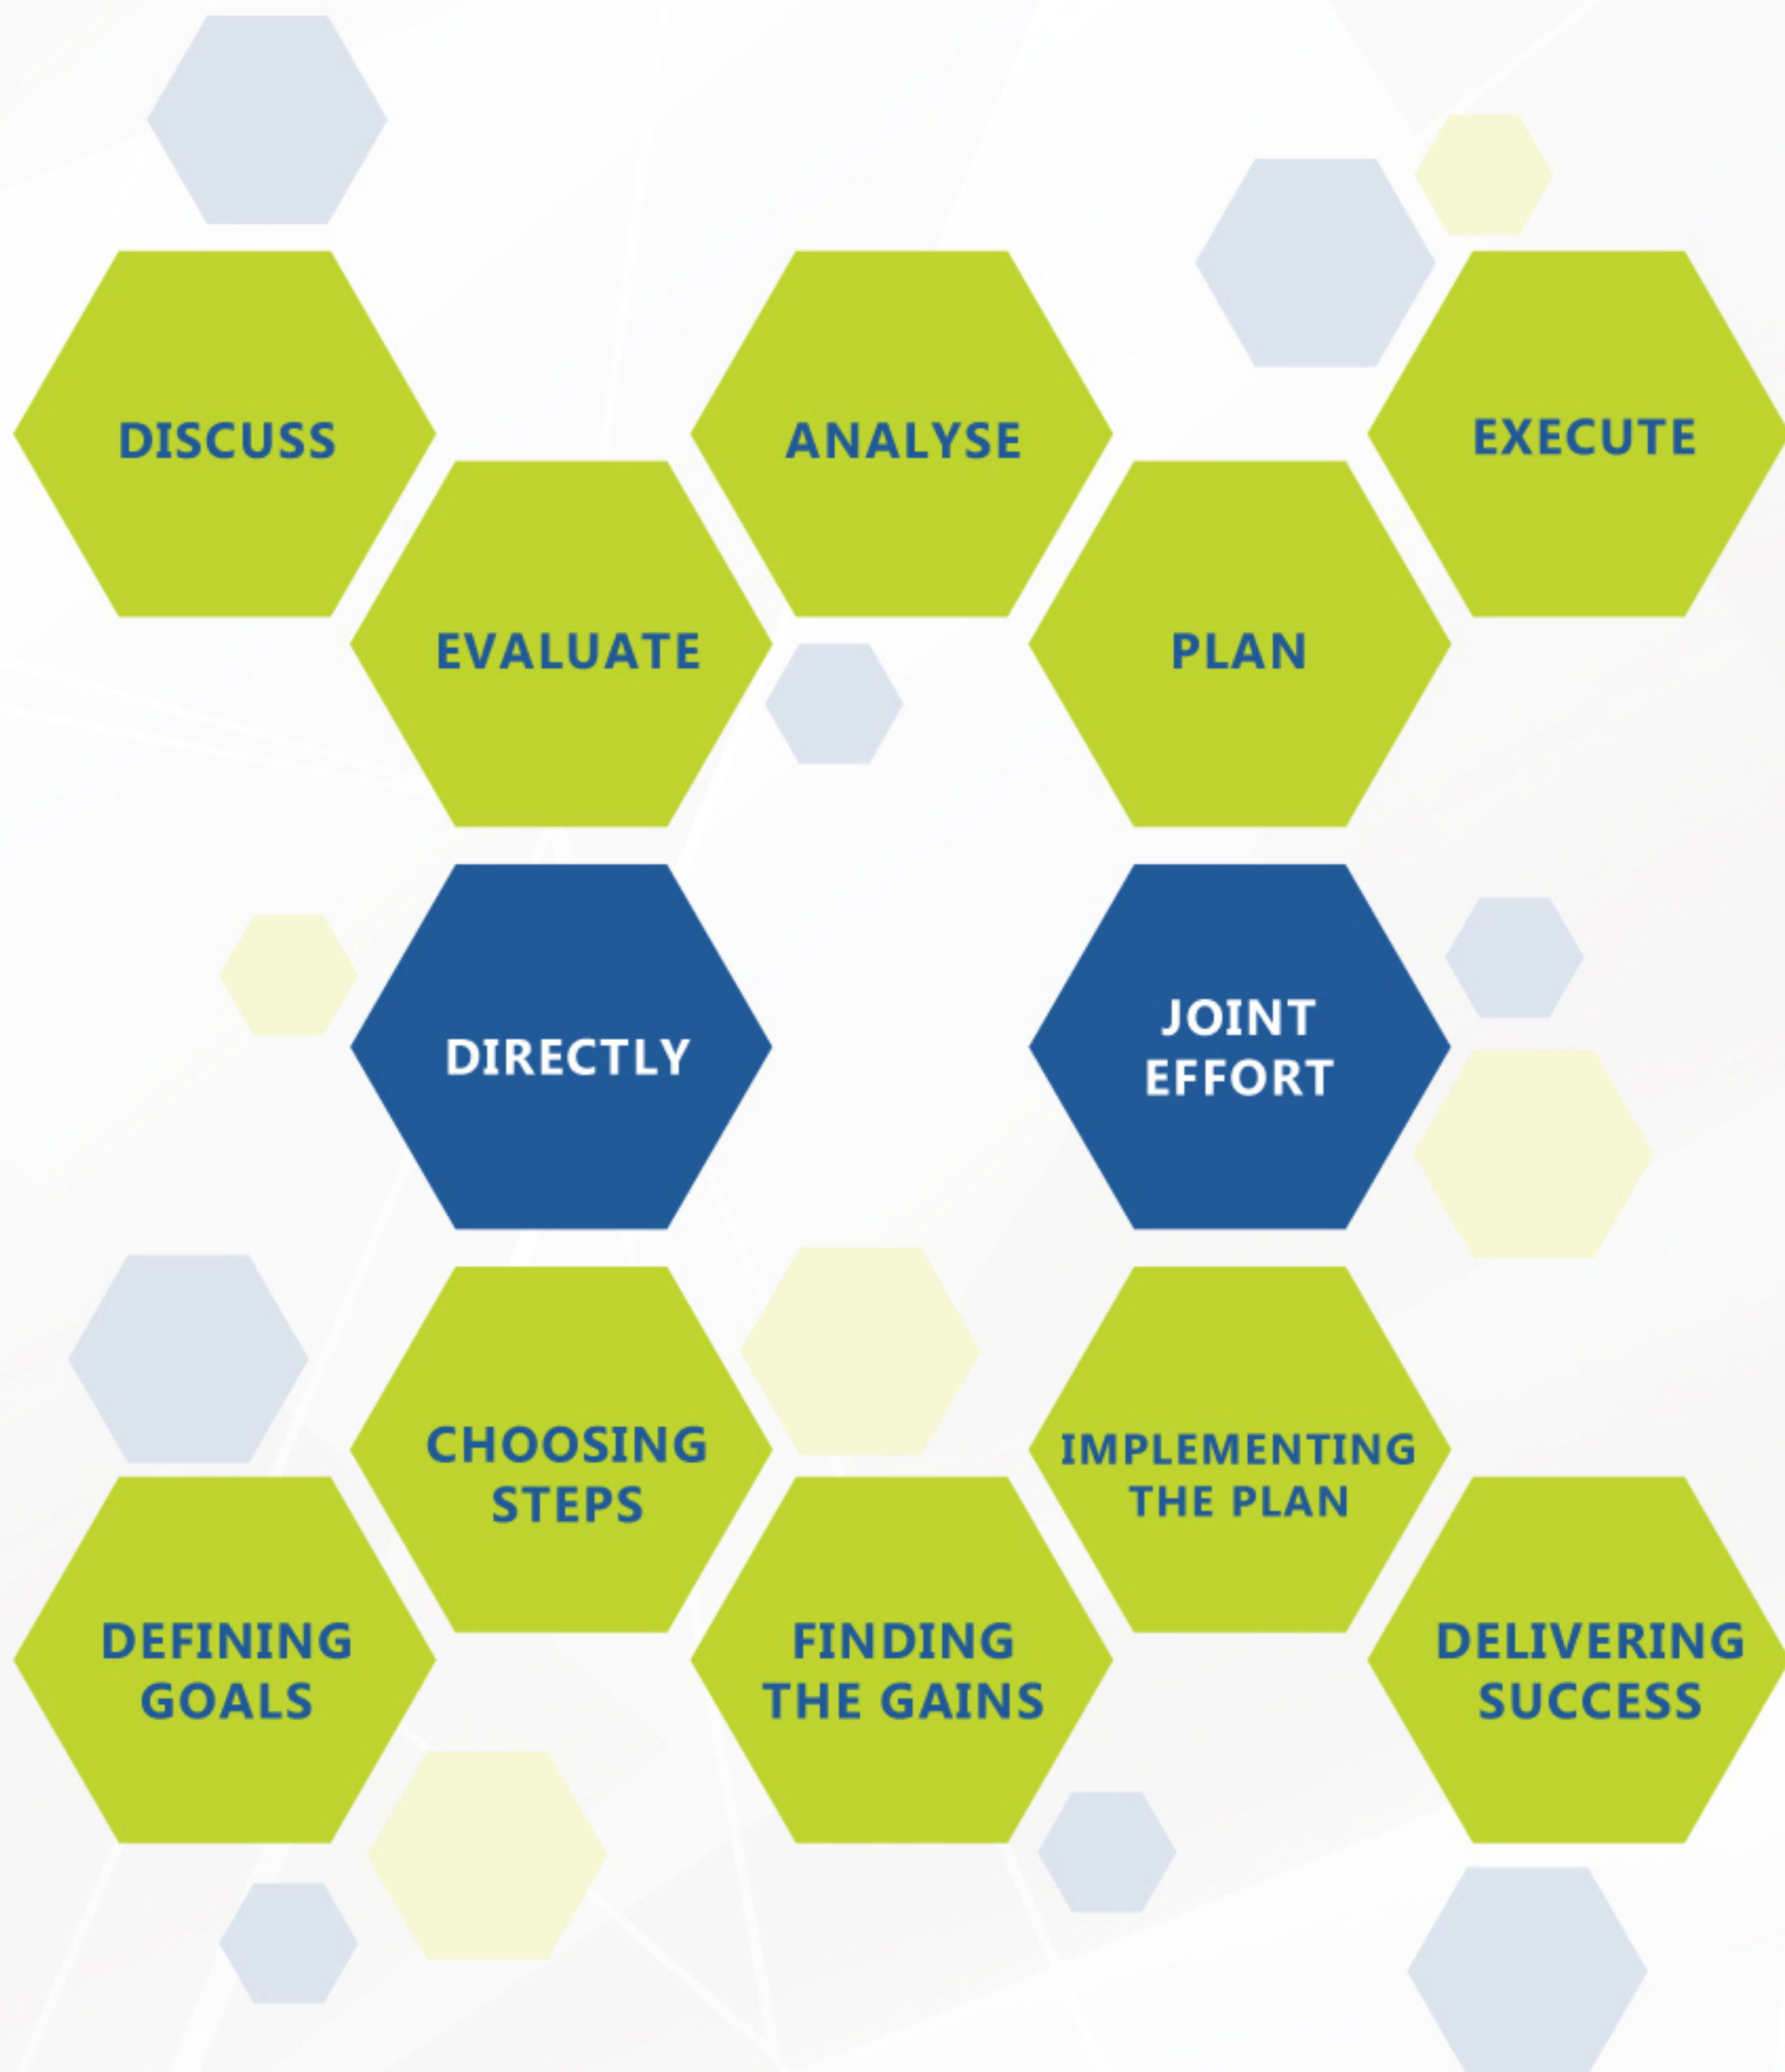 DISCUSS
ANALYSE
EXECUTE
EVALUATE
PLAN
DIRECTLY
JOINT
EFFORT
CHOOSING
STEPS
IMPLEMENTING
THE PLAN
DEFINING
GOALS
FINDING
THE GAINS
DELIVERING
SUCCESS